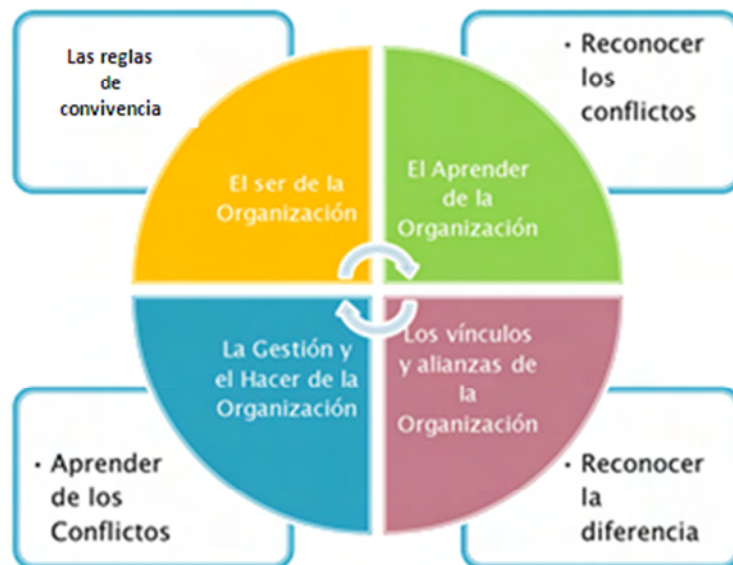 Las reglas
de
convivencia
· Reconocer
los
conflictos
El ser de la
Organización
El Aprender
de la
Organización
La Gestión y
el Hacer de la
Organización
Los vínculos
y alianzas de
la
Organización
· Aprender
de los
Conflictos
· Reconocer
la
diferencia